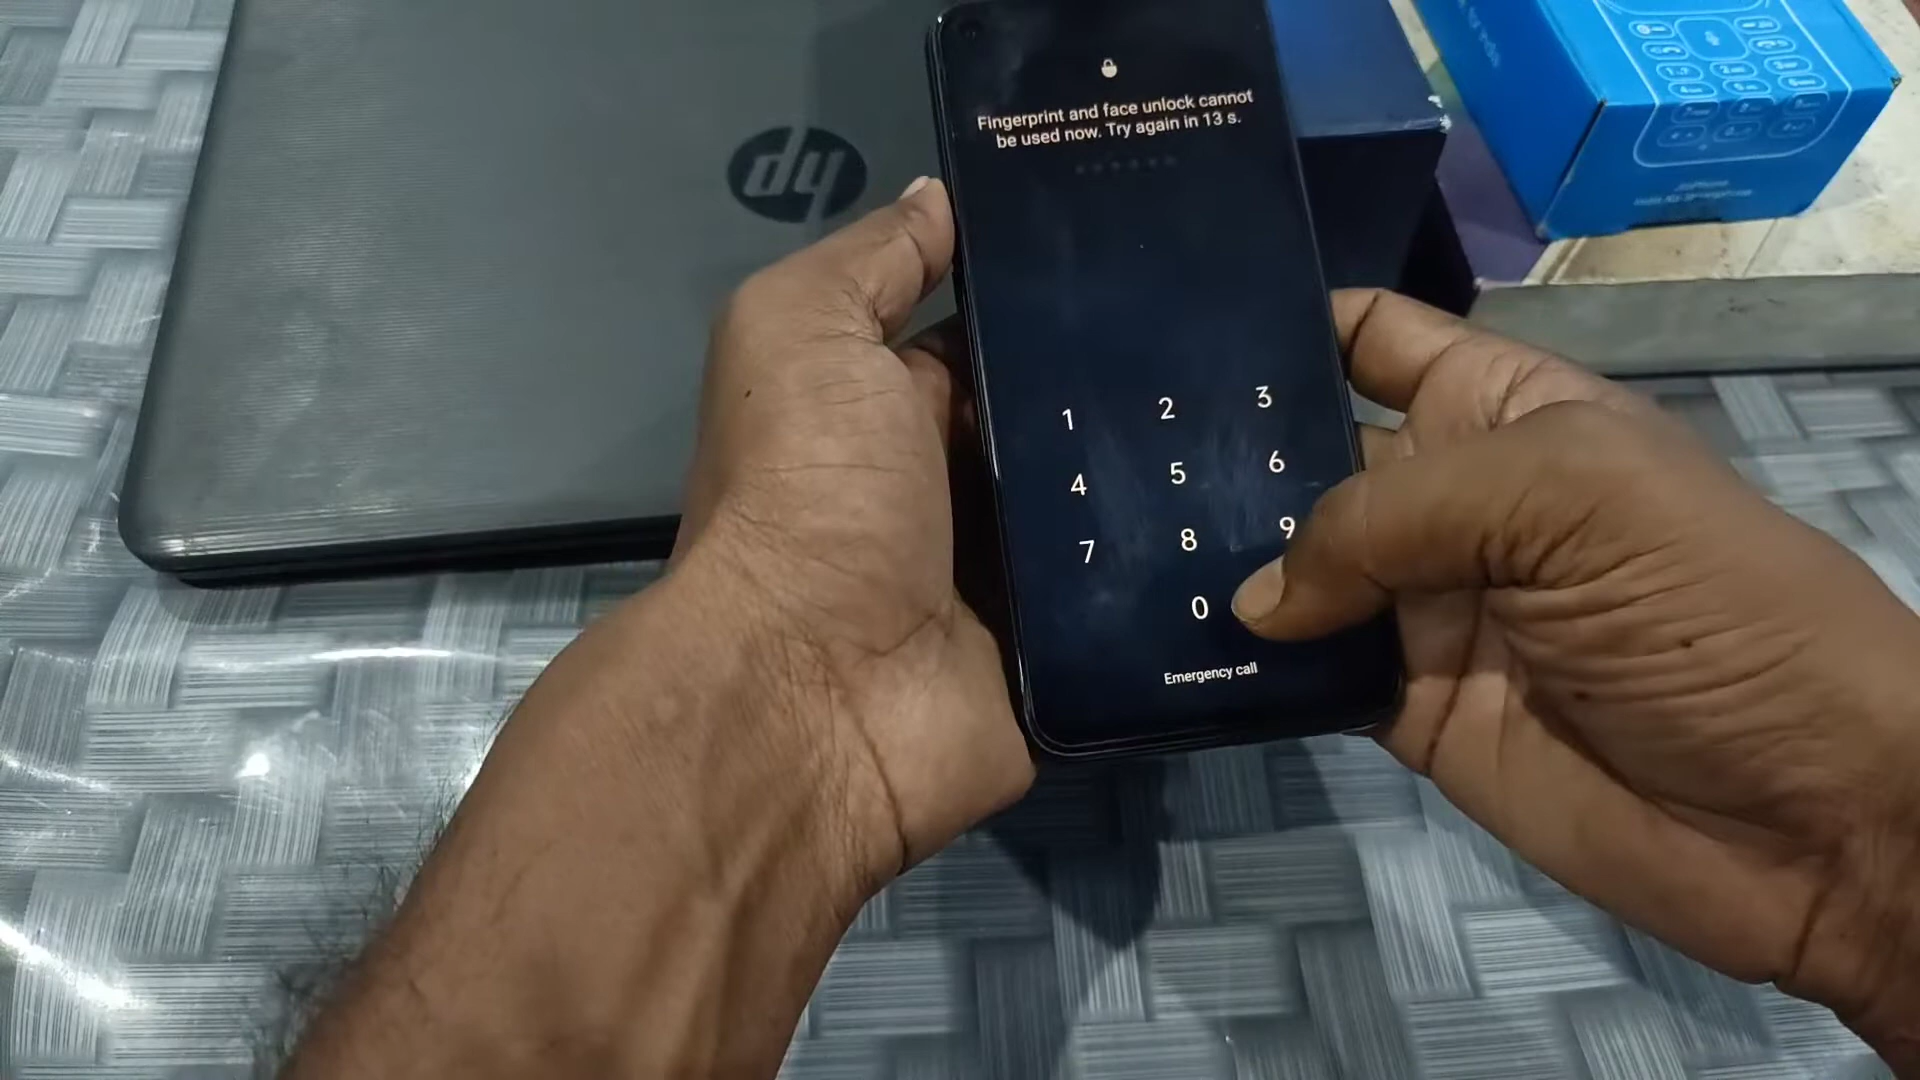 hp
Fingerprint and face unlock cannot
be used now. Try again in 13 s.
1 2 3
4 5 6
7 8 9
0
Emergency call